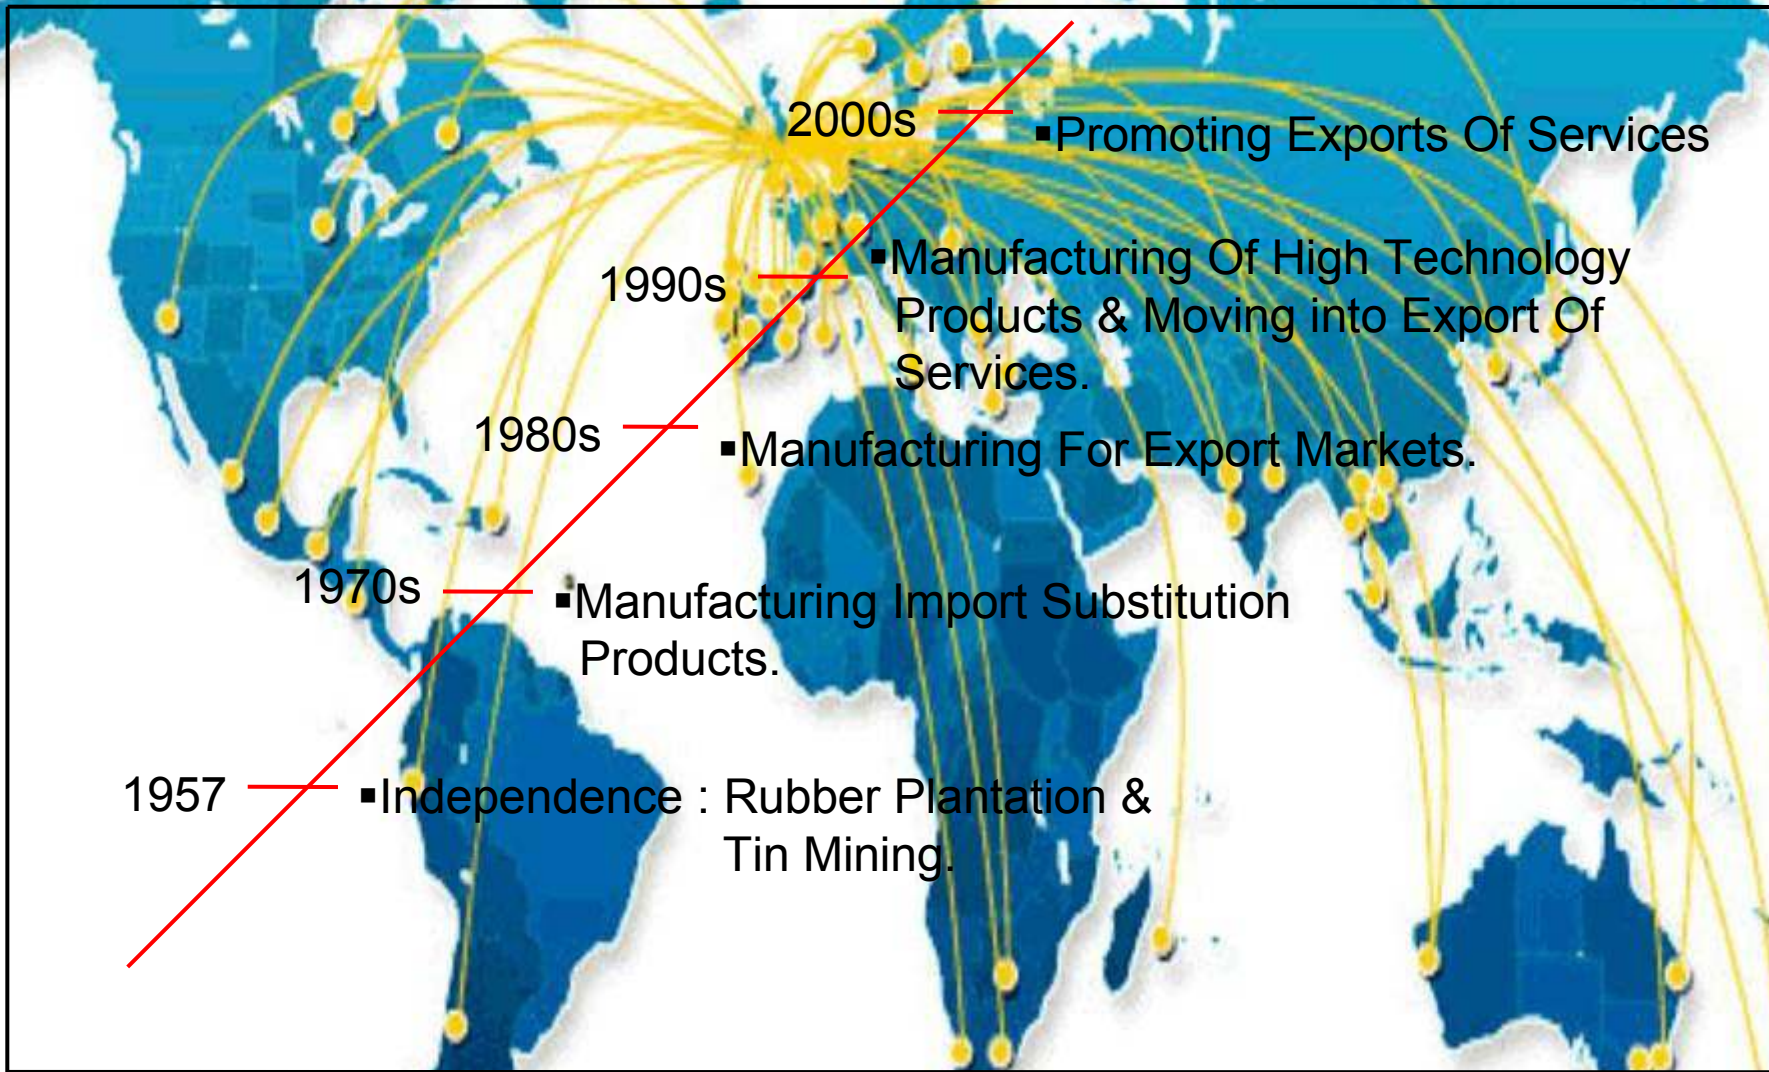 2000s
▪Promoting Exports Of Services
1990s
▪Manufacturing Of High Technology
Products & Moving into Export Of
Services.
1980s
▪Manufacturing For Export Markets.
1970s
▪Manufacturing Import Substitution
Products.
1957
▪Independence : Rubber Plantation &
Tin Mining.